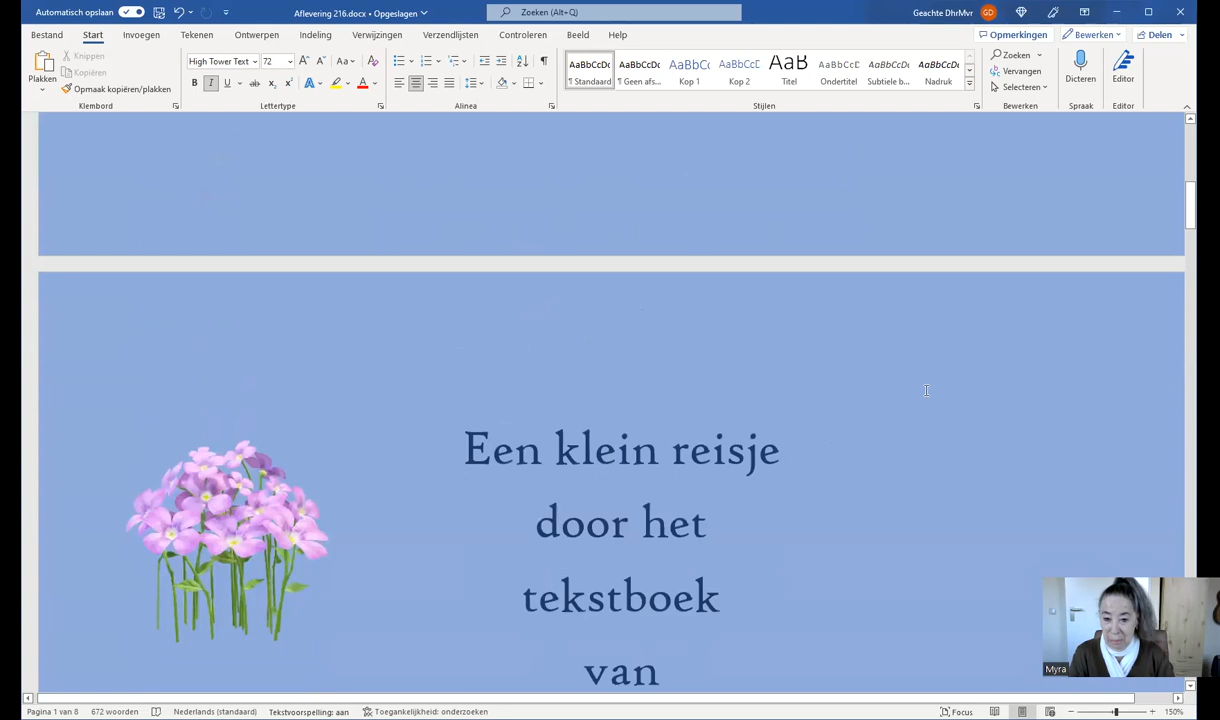 Automatisch opslaan
Aflevering 216.docx • Opgeslagen
Zoeken (Alt+Q)
Geachte DhrMvr
GD
Bestand Start Invoegen Tekenen Ontwerpen Indeling Verwijzingen Verzendlijsten Controleren Beeld Help
Opmerkingen Bewerken Delen
Plakken
Knippen
Kopiëren
Opmaak kopiëren/plakken
Klembord
High Tower Text 72
Lettertype
Alinea
AaBbCcDc AaBbCcDc AaBbCc AaBbCcC AaB AaBbCcD AaBbCcDc AaBbCcDc
¶ Standaard ¶ Geen afs... Kop 1 Kop 2 Titel Ondertitel Subtiele b... Nadruk
Stijlen
Zoeken
Vervangen
Selecteren
Bewerken
Dicteren
Spraak
Editor
Editor
Een klein reisje
door het
tekstboek
van
Myra
Pagina 1 van 8 672 woorden Nederlands (standaard) Tekstvoorspelling: aan Toegankelijkheid: onderzoeken Focus 150%